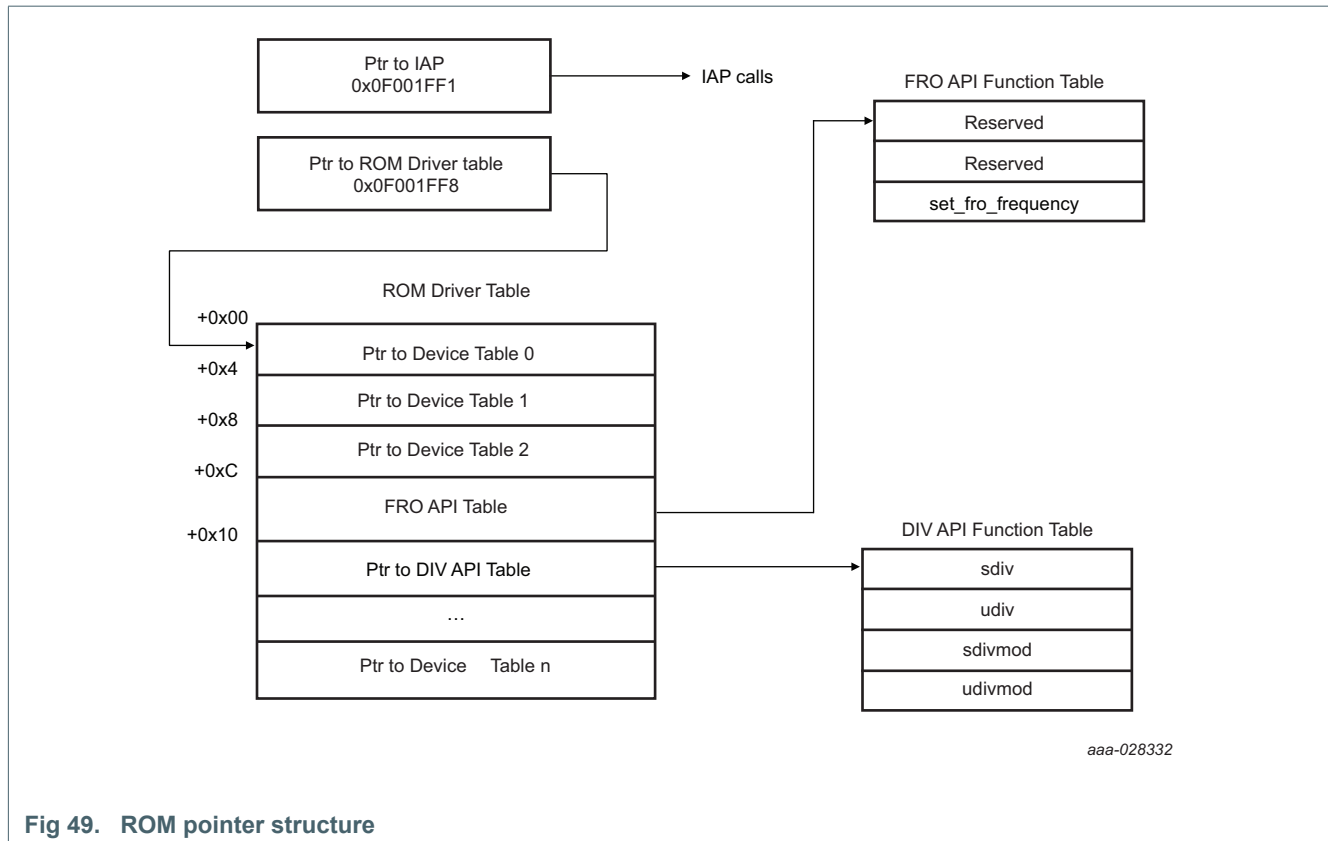 Ptr to IAP
0x0F001FF1
IAP calls
Ptr to ROM Driver table
0x0F001FF8
FRO API Function Table
Reserved
Reserved
set_fro_frequency
ROM Driver Table
+0x00
Ptr to Device Table 0
+0x4
Ptr to Device Table 1
+0x8
Ptr to Device Table 2
+0xC
FRO API Table
+0x10
Ptr to DIV API Table
...
Ptr to Device Table n
DIV API Function Table
sdiv
udiv
sdivmod
udivmod
aaa-028332
Fig 49. ROM pointer structure